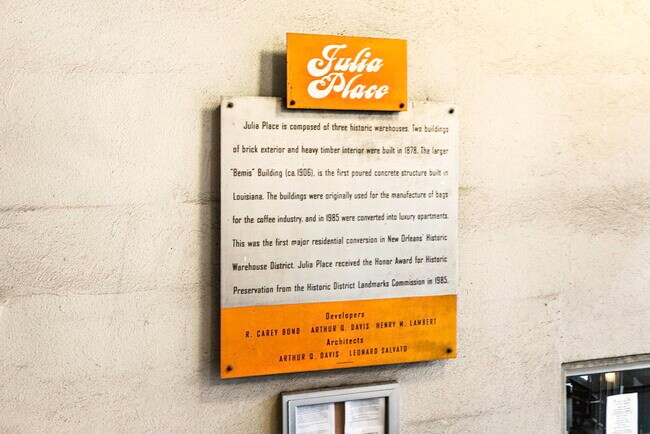 Julia
Place
Julia Place is composed of three historic warehouses. Two buildings
of brick exterior and heavy timber interior were built in 1878. The larger
"Bemis" Building (ca.1906), is the first poured concrete structure built in
Louisiana. The buildings were originally used for the manufacture of bags
for the coffee industry, and in 1985 were converted into luxury apartments.
This was the first major residential conversion in New Orleans' Historic
Warehouse District. Julia Place received the Honor Award for Historic
Preservation from the Historic District Landmarks Commission in 1985.
Developers
R. CAREY BOND ARTHUR Q. DAVIS HENRY M. LAMBERT
Architects
ARTHUR Q. DAVIS LEONARD SALVATO